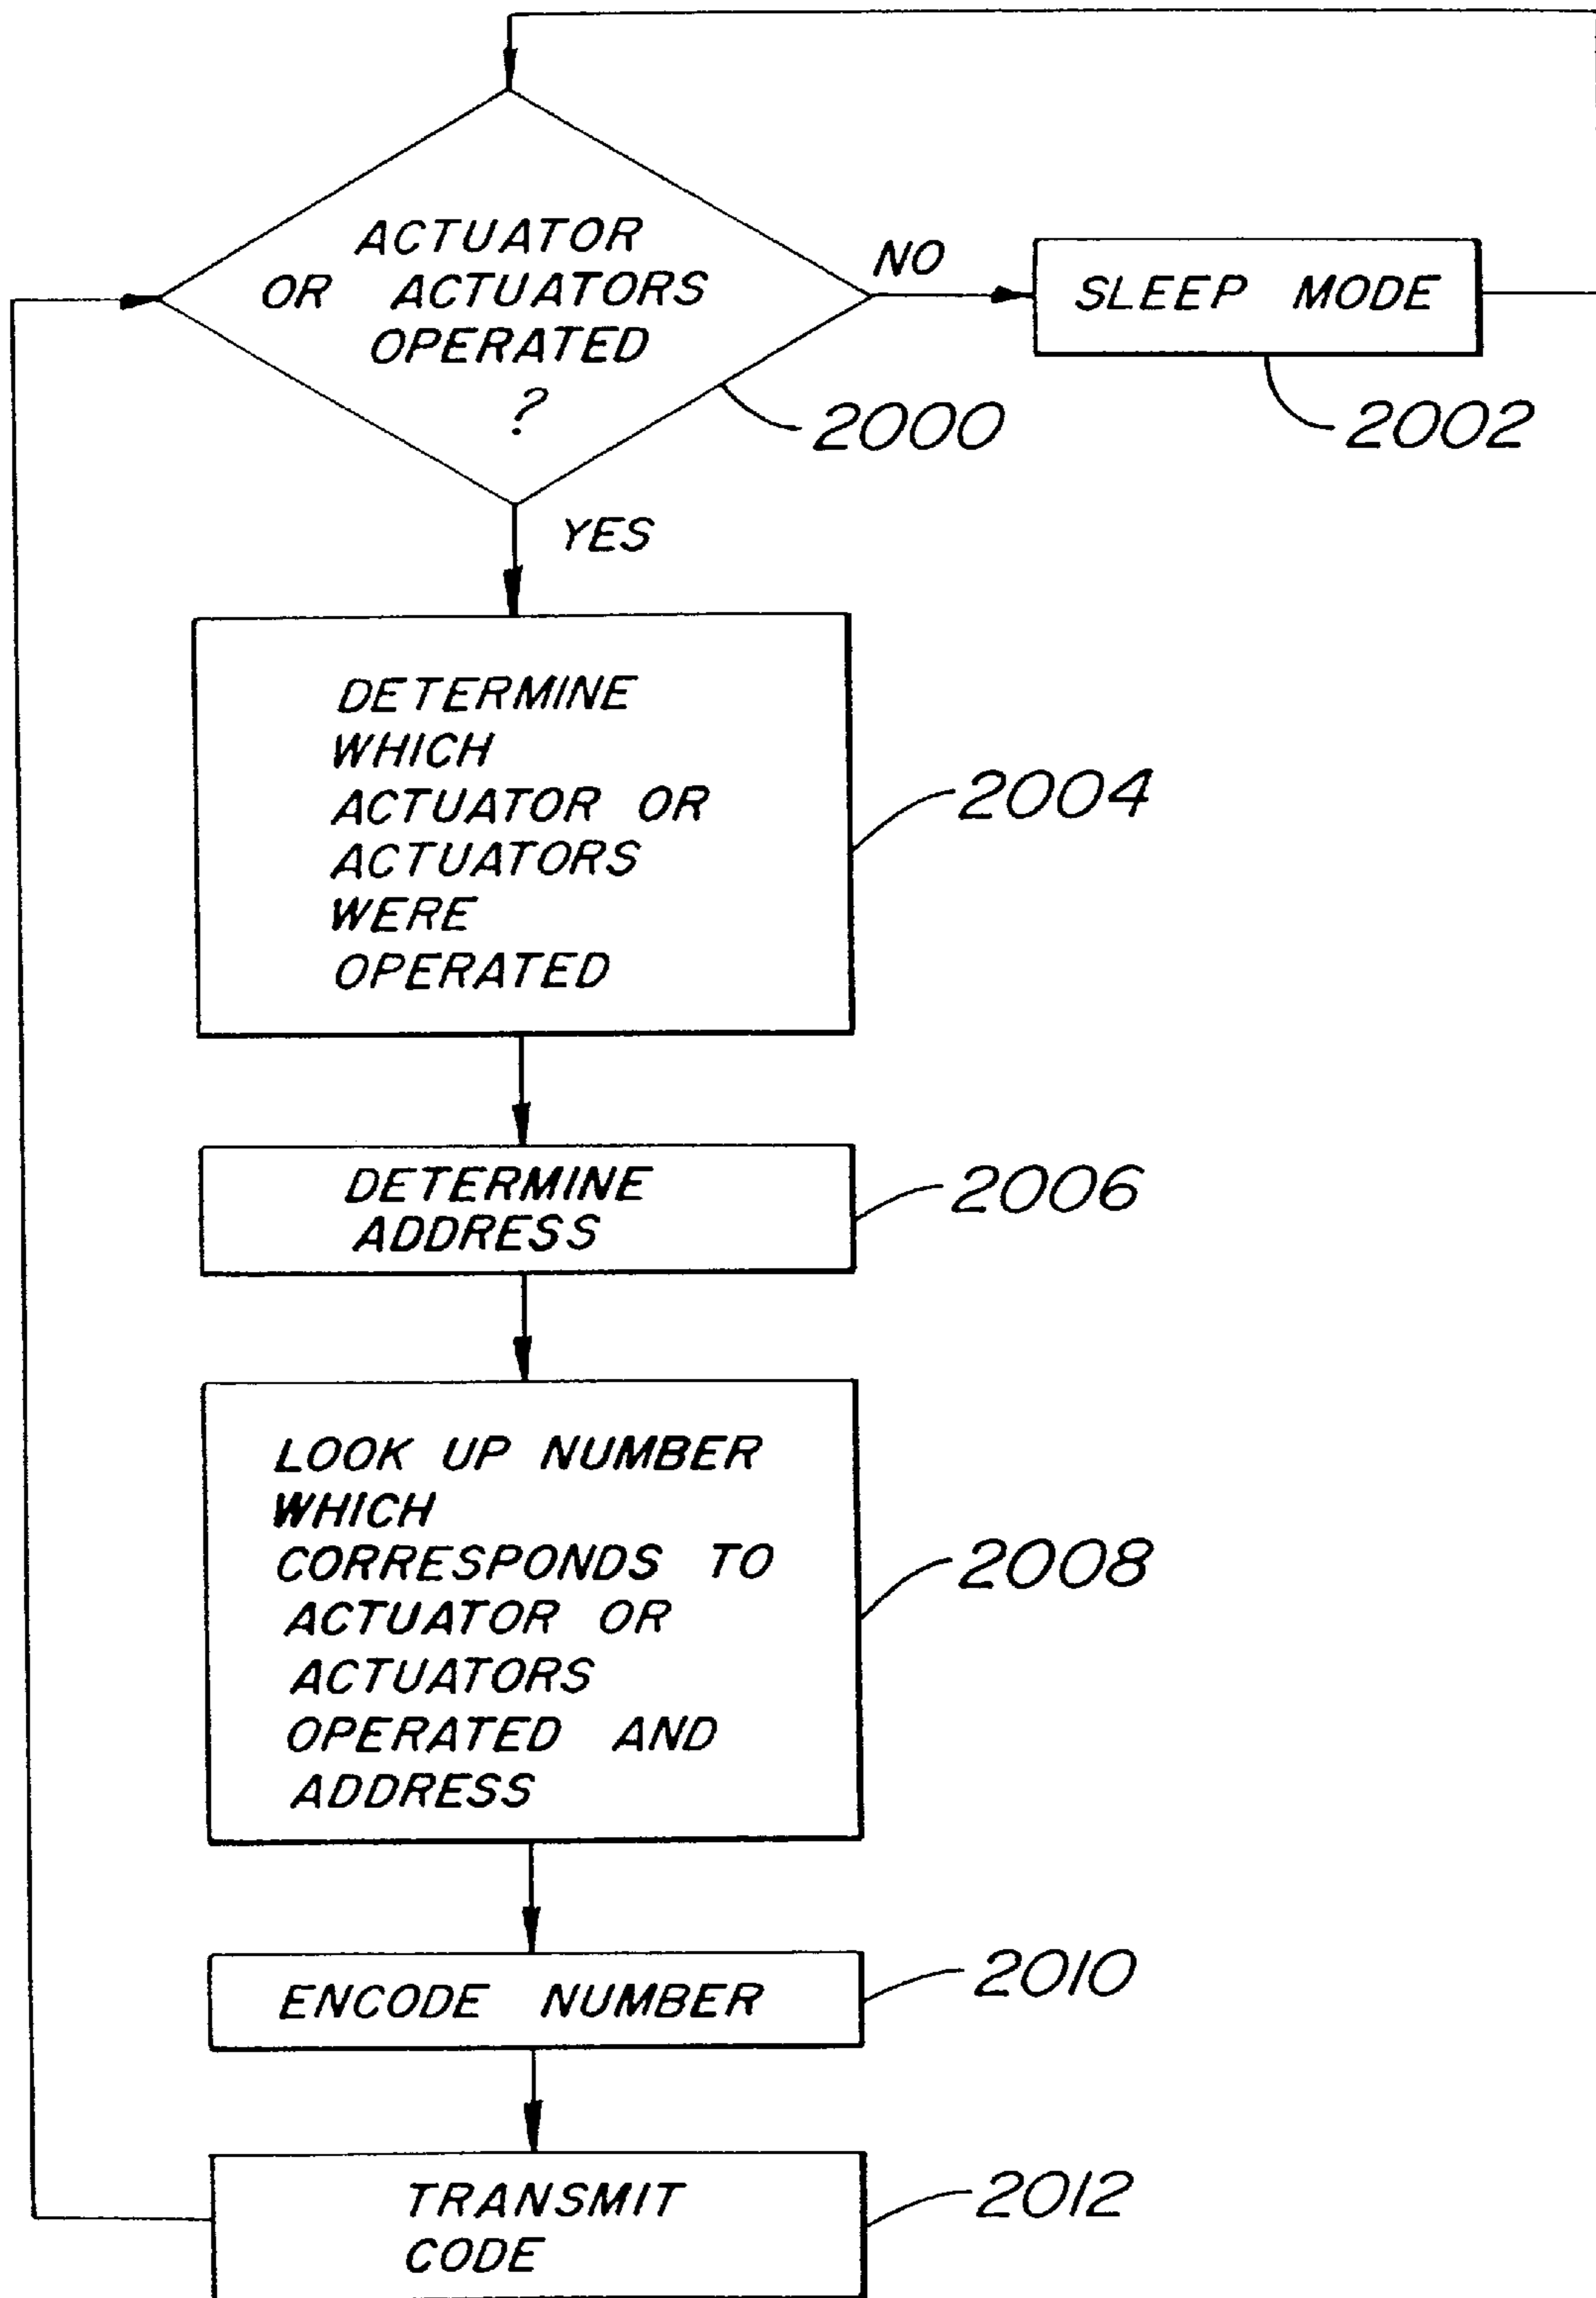 ACTUATOR
OR ACTUATORS
OPERATED
?
2000
NO
SLEEP MODE
2002
YES
DETERMINE
WHICH
ACTUATOR OR
ACTUATORS
WERE
OPERATED
2004
DETERMINE
ADDRESS
2006
LOOK UP NUMBER
WHICH
CORRESPONDS TO
ACTUATOR OR
ACTUATORS
OPERATED AND
ADDRESS
2008
ENCODE NUMBER
2010
TRANSMIT
CODE
2012